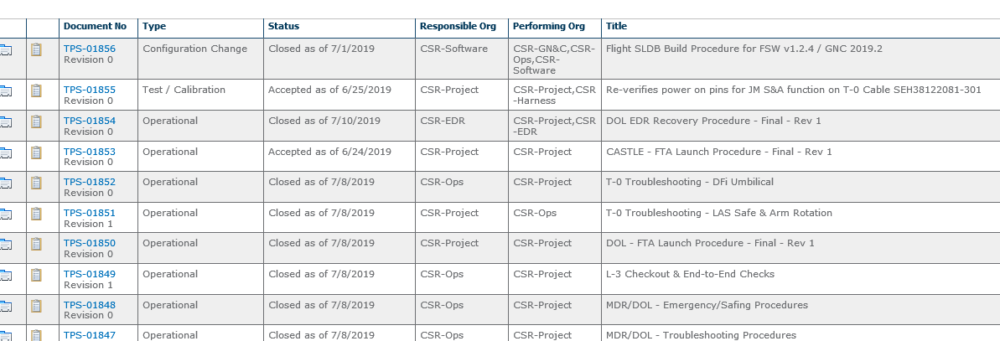 Document No Type Status Responsible Org Performing Org Title
TPS-01856 Configuration Change Closed as of 7/1/2019 CSR-Software CSR-GN&C,CSR- Flight SLDB Build Procedure for FSW v1.2.4 / GNC 2019.2
Revision 0 Ops,CSR-
Software
TPS-01855 Test / Calibration Accepted as of 6/25/2019 CSR-Project CSR-Project,CSR Re-verifies power on pins for JM S&A function on T-0 Cable SEH38122081-301
Revision 0 -Harness
TPS-01854 Operational Closed as of 7/10/2019 CSR-EDR CSR-Project,CSR DOL EDR Recovery Procedure - Final - Rev 1
Revision 0 -EDR
TPS-01853 Operational Accepted as of 6/24/2019 CSR-Project CSR-Project CASTLE - FTA Launch Procedure - Final - Rev 1
Revision 0
TPS-01852 Operational Closed as of 7/8/2019 CSR-Ops CSR-Project T-0 Troubleshooting - DFi Umbilical
Revision 0
TPS-01851 Operational Closed as of 7/8/2019 CSR-Project CSR-Ops T-0 Troubleshooting - LAS Safe & Arm Rotation
Revision 1
TPS-01850 Operational Closed as of 7/8/2019 CSR-Project CSR-Project DOL - FTA Launch Procedure - Final - Rev 1
Revision 0
TPS-01849 Operational Closed as of 7/8/2019 CSR-Ops CSR-Project L-3 Checkout & End-to-End Checks
Revision 1
TPS-01848 Operational Closed as of 7/8/2019 CSR-Ops CSR-Project MDR/DOL - Emergency/Safing Procedures
Revision 0
TPS-01847 Operational Closed as of 7/8/2019 CSR-Ops CSR-Project MDR/DOL - Troubleshooting Procedures